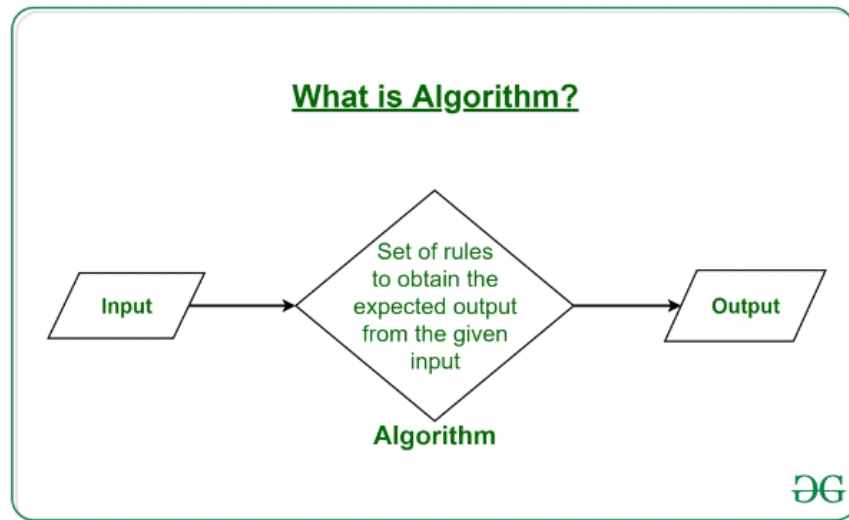 What is Algorithm?
Input
Set of rules
to obtain the
expected output
from the given
input
Output
Algorithm